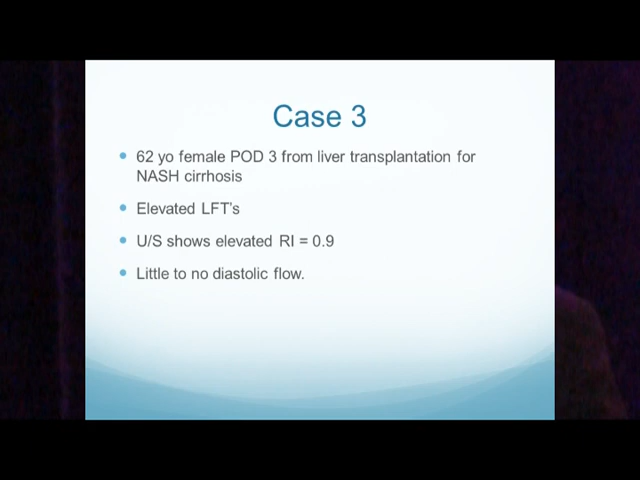 Case 3
• 62 yo female POD 3 from liver transplantation for
NASH cirrhosis
• Elevated LFT's
• U/S shows elevated RI = 0.9
• Little to no diastolic flow.